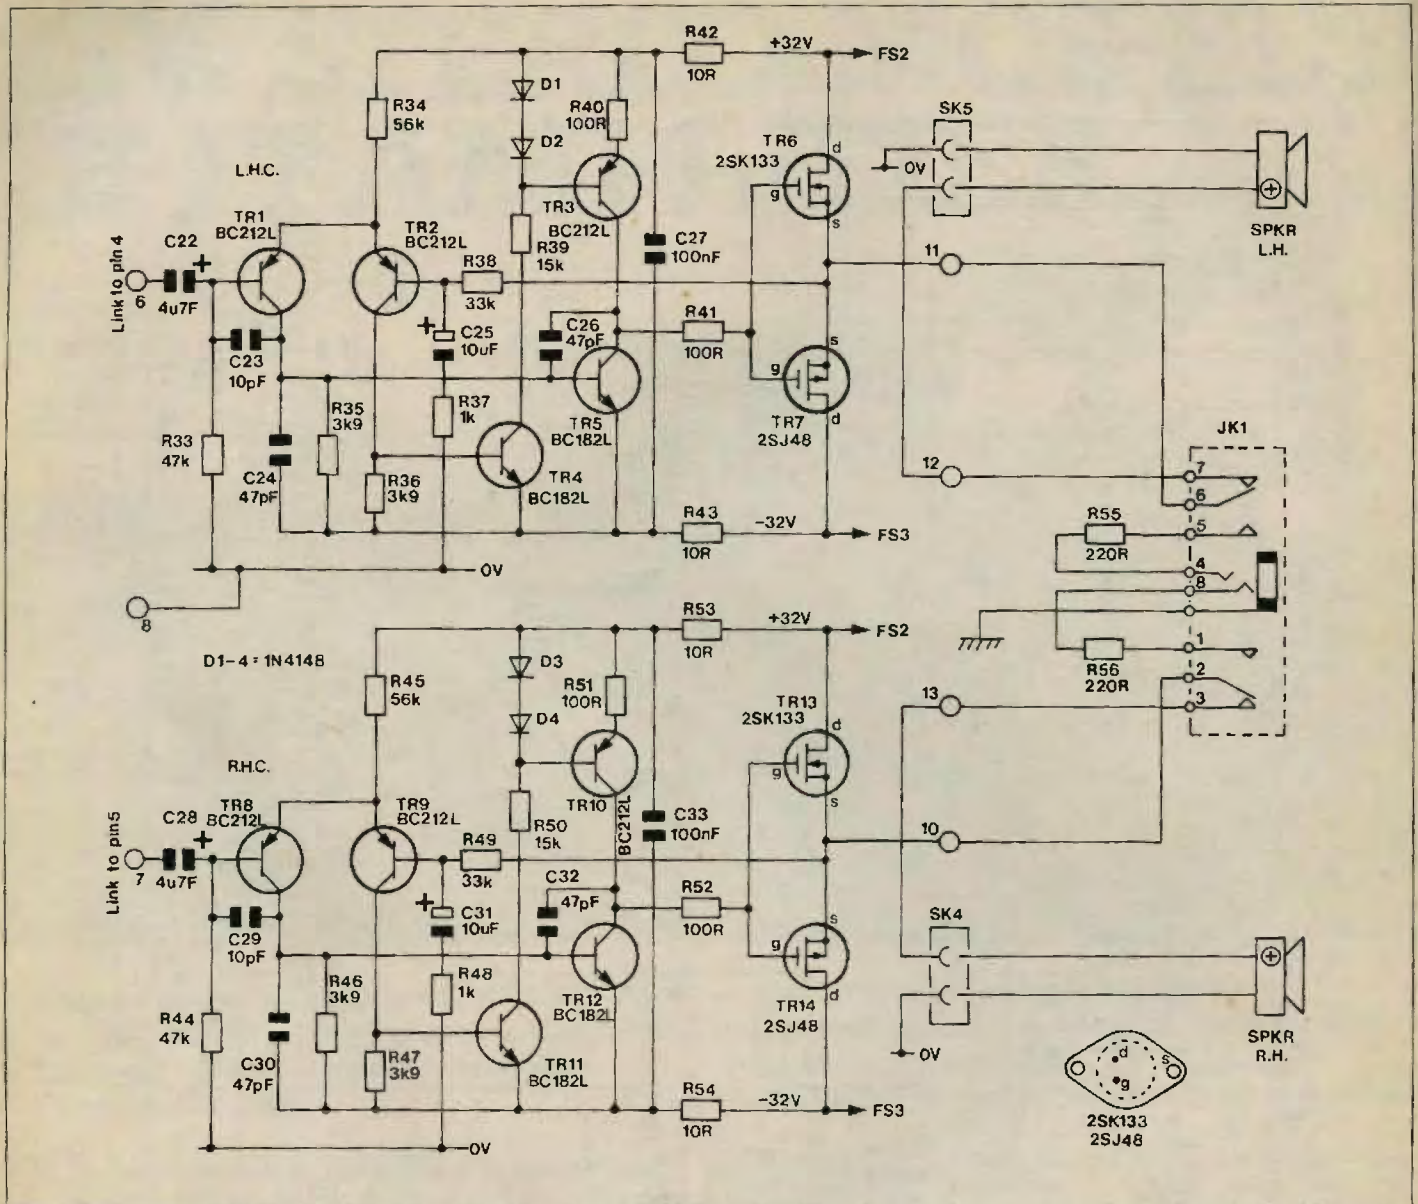 R42
10R
+32V
FS2
D1
D2
R34
56k
R40
100R
SK5
TR6
2SK133
d
g
s
0V
L.H.C.
TR3
BC212L
SPKR
L.H.
TR1
BC212L
TR2
BC212L
C22
+
4u7F
Link to pin 4
6
R39
15k
C27
100nF
R38
33k
11
C23
10pF
+
C25
10uF
C26
47pF
R41
100R
s
g
d
TR7
2SJ48
R35
3k9
R37
1k
TR5
BC182L
JK1
R33
47k
C24
47pF
R36
3k9
TR4
BC182L
12
7
6
R55
220R
5
4
8
R43
10R
-32V
FS3
0V
8
R53
10R
+32V
FS2
1
R56
220R
2
3
D1-4 = 1N4148
D3
D4
R45
56k
R51
100R
TR13
2SK133
d
g
s
13
R.H.C.
TR10
BC212L
TR8
BC212L
TR9
BC212L
C28
+
4u7F
Link to pin5
7
R50
15k
C33
100nF
R49
33k
10
C29
10pF
+
C31
10uF
C32
47pF
R52
100R
SK4
s
g
d
TR14
2SJ48
R46
3k9
R48
1k
TR12
BC182L
R44
47k
C30
47pF
R47
3k9
TR11
BC182L
0V
SPKR
R.H.
d
s
g
2SK133
2SJ48
R54
10R
-32V
FS3
0V